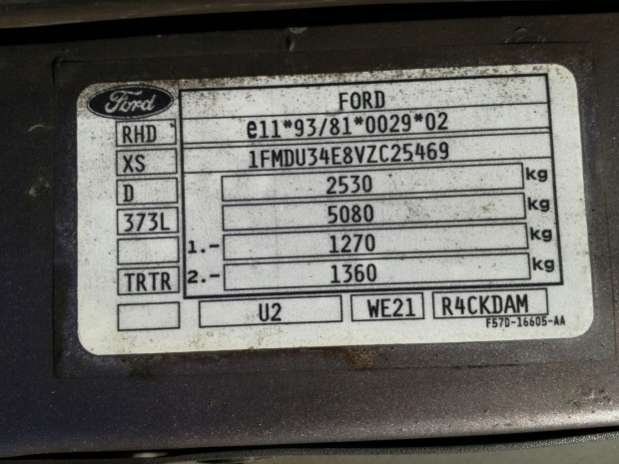 Ford
FORD
RHD
e11*93/81*0029*02
XS
1FMDU34E8VZC25469
D
2530 kg
373L
5080 kg
1.- 1270 kg
TRTR
2.- 1360 kg
U2
WE21
R4CKDAM
F57D-16605-AA